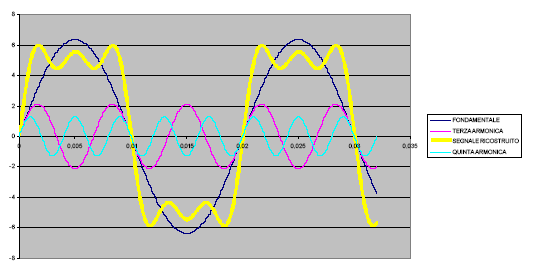 8
6
4
2
0
-2
-4
-6
-8
0 0.005 0.01 0.015 0.02 0.025 0.03 0.035
FONDAMENTALE
TERZA ARMONICA
SEGNALE RICOSTRUITO
QUINTA ARMONICA